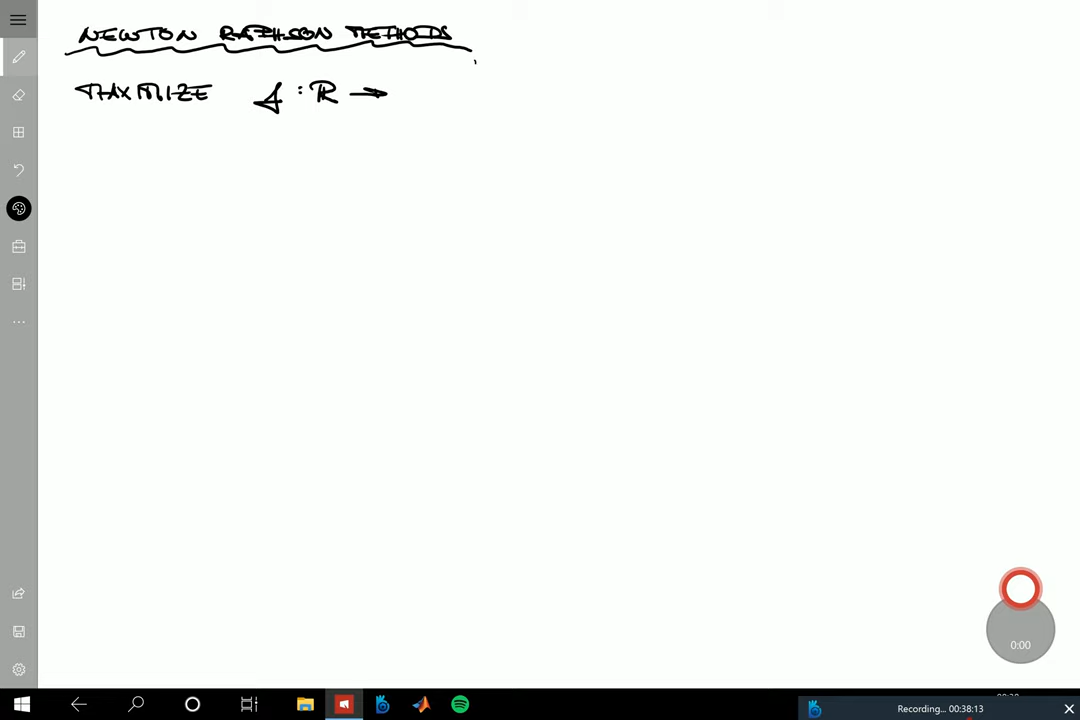 NEWTON RAPHSON METHODS
MAXIMIZE f : ℝ →
0:00
Recording... 00:38:13